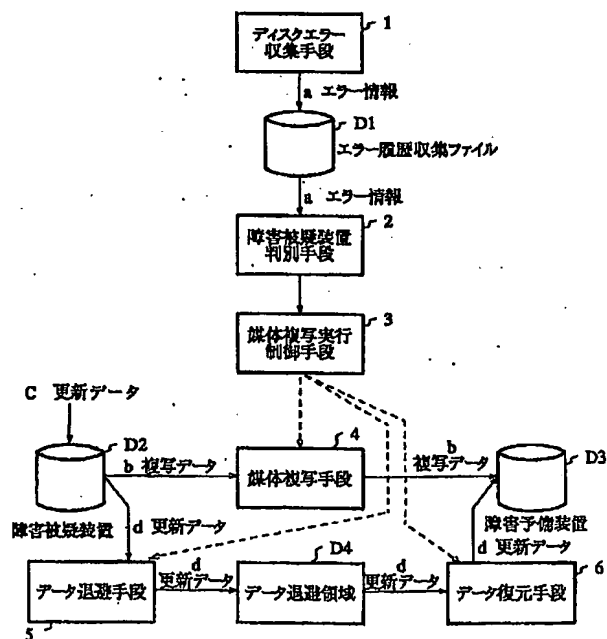 1
ディスクエラー
収集手段
a エラー情報
D1
エラー履歴収集ファイル
a エラー情報
2
障害被疑装置
判別手段
3
媒体複写実行
制御手段
C 更新データ
D2
b 複写データ
4
媒体複写手段
b
複写データ
D3
障害被疑装置
障害予備装置
d 更新データ
d 更新データ
データ退避手段
5
d
更新データ
D4
データ退避領域
d
更新データ
データ復元手段
6